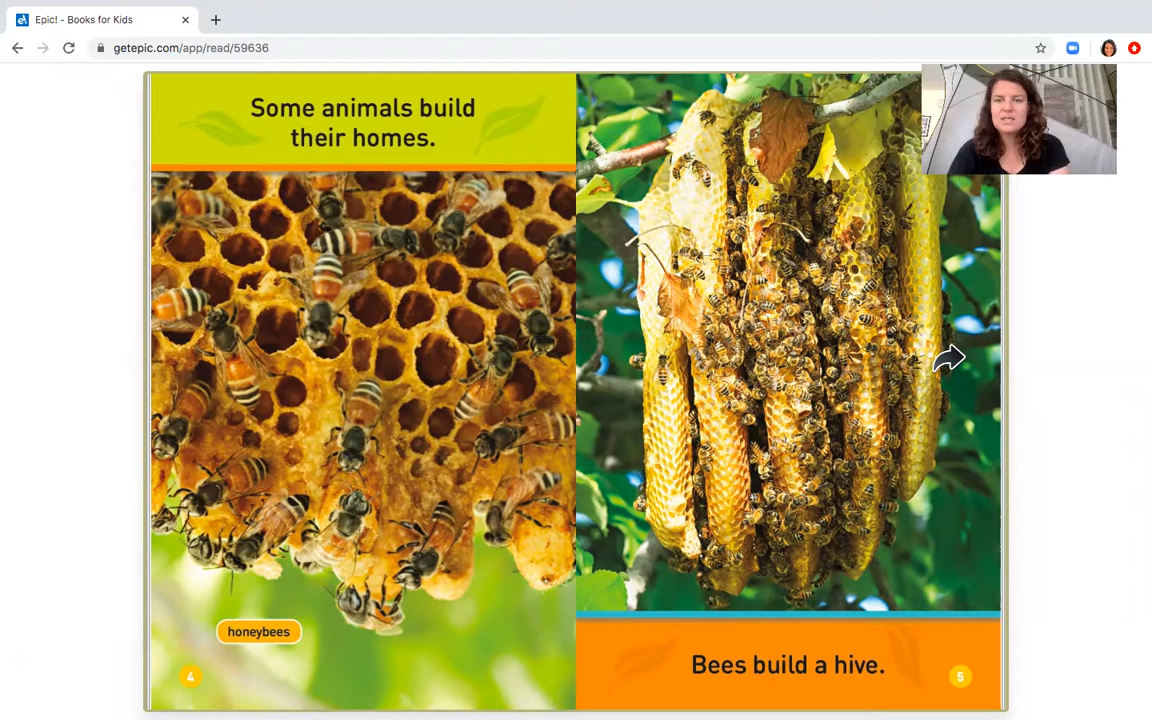 Epic! - Books for Kids
getepic.com/app/read/59636
Some animals build
their homes.
honeybees
4
Bees build a hive.
5